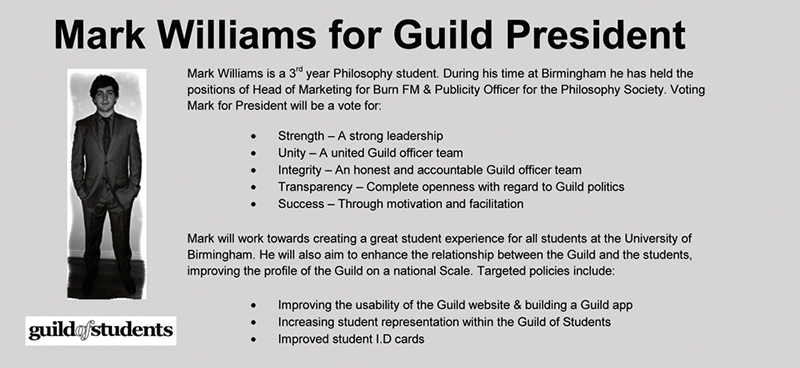 Mark Williams for Guild President
Mark Williams is a 3rd year Philosophy student. During his time at Birmingham he has held the
positions of Head of Marketing for Burn FM & Publicity Officer for the Philosophy Society. Voting
Mark for President will be a vote for:
• Strength – A strong leadership
• Unity – A united Guild officer team
• Integrity – An honest and accountable Guild officer team
• Transparency – Complete openness with regard to Guild politics
• Success – Through motivation and facilitation
Mark will work towards creating a great student experience for all students at the University of
Birmingham. He will also aim to enhance the relationship between the Guild and the students,
improving the profile of the Guild on a national Scale. Targeted policies include:
• Improving the usability of the Guild website & building a Guild app
• Increasing student representation within the Guild of Students
• Improved student I.D cards
guildofstudents